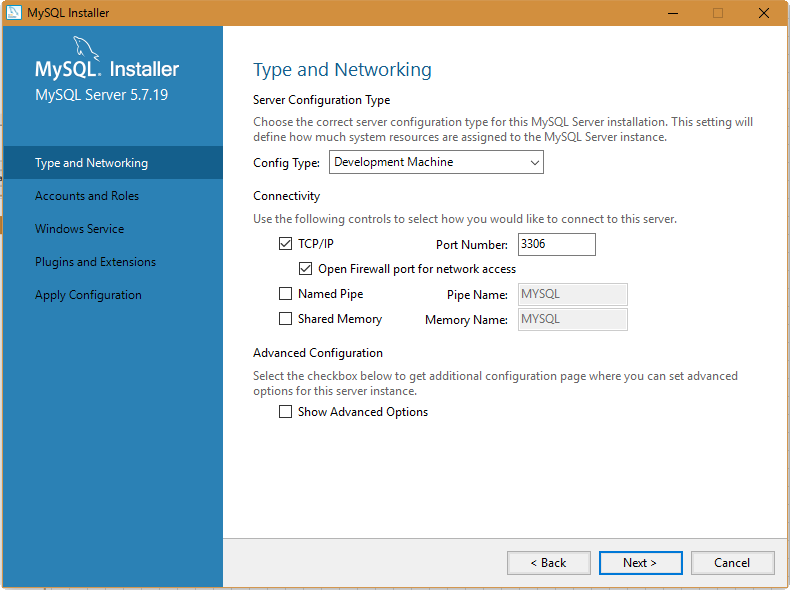 MySQL Installer
MySQL. Installer
MySQL Server 5.7.19
Type and Networking
Accounts and Roles
Windows Service
Plugins and Extensions
Apply Configuration
Type and Networking
Server Configuration Type
Choose the correct server configuration type for this MySQL Server installation. This setting will
define how much system resources are assigned to the MySQL Server instance.
Config Type: Development Machine
Connectivity
Use the following controls to select how you would like to connect to this server.
TCP/IP Port Number: 3306
Open Firewall port for network access
Named Pipe Pipe Name: MYSQL
Shared Memory Memory Name: MYSQL
Advanced Configuration
Select the checkbox below to get additional configuration page where you can set advanced
options for this server instance.
Show Advanced Options
< Back Next > Cancel